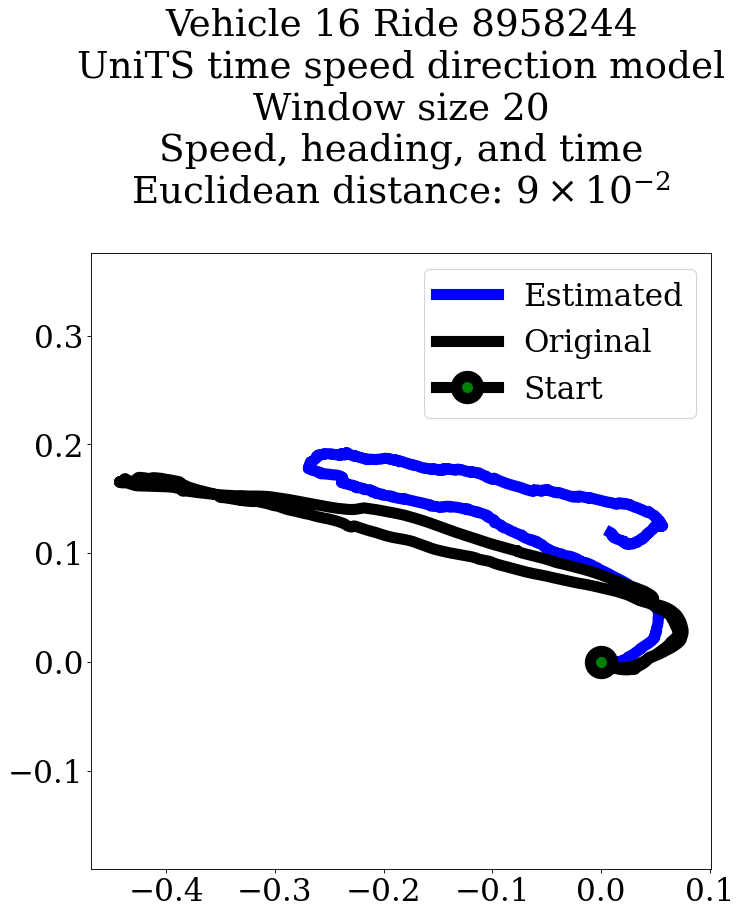 Vehicle 16 Ride 8958244
UniTS time speed direction model
Window size 20
Speed, heading, and time
Euclidean distance: 9 × 10⁻²
Estimated
Original
Start
0.3
0.2
0.1
0.0
−0.1
−0.4 −0.3 −0.2 −0.1 0.0 0.1